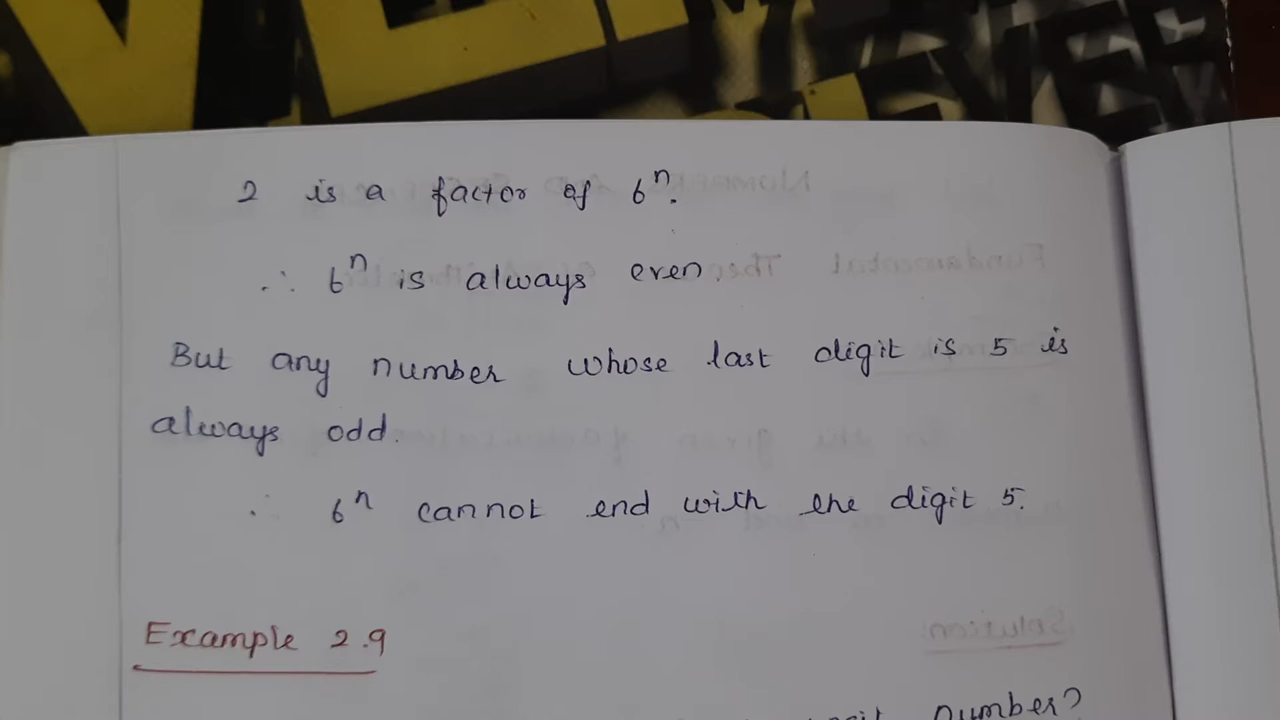 2 is a factor of 6ⁿ.
∴ 6ⁿ is always even.
But any number whose last digit is 5 is
always odd.
∴ 6ⁿ cannot end with the digit 5.
Example 2.9
number?